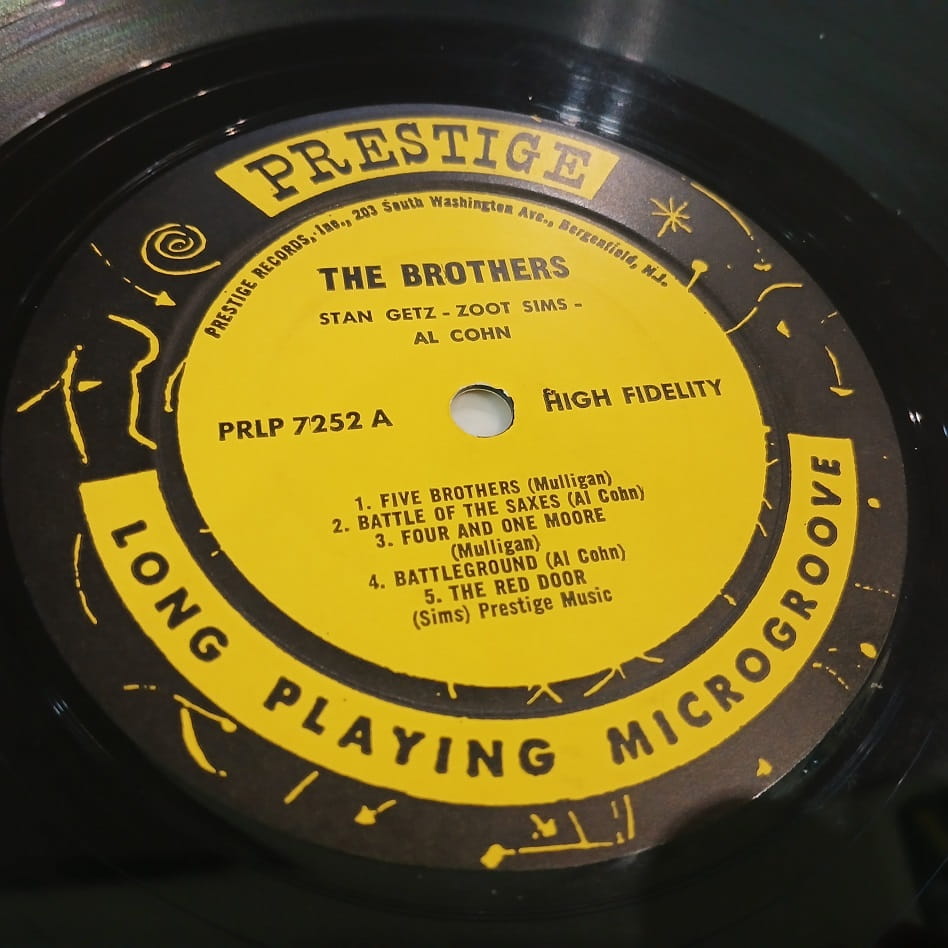 PRESTIGE
PRESTIGE RECORDS, Inc., 203 South Washington Ave., Bergenfield, N.J.
THE BROTHERS
STAN GETZ - ZOOT SIMS -
AL COHN
PRLP 7252 A
HIGH FIDELITY
1. FIVE BROTHERS (Mulligan)
2. BATTLE OF THE SAXES (Al Cohn)
3. FOUR AND ONE MOORE
(Mulligan)
4. BATTLEGROUND (Al Cohn)
5. THE RED DOOR
(Sims) Prestige Music
LONG PLAYING MICROGROOVE